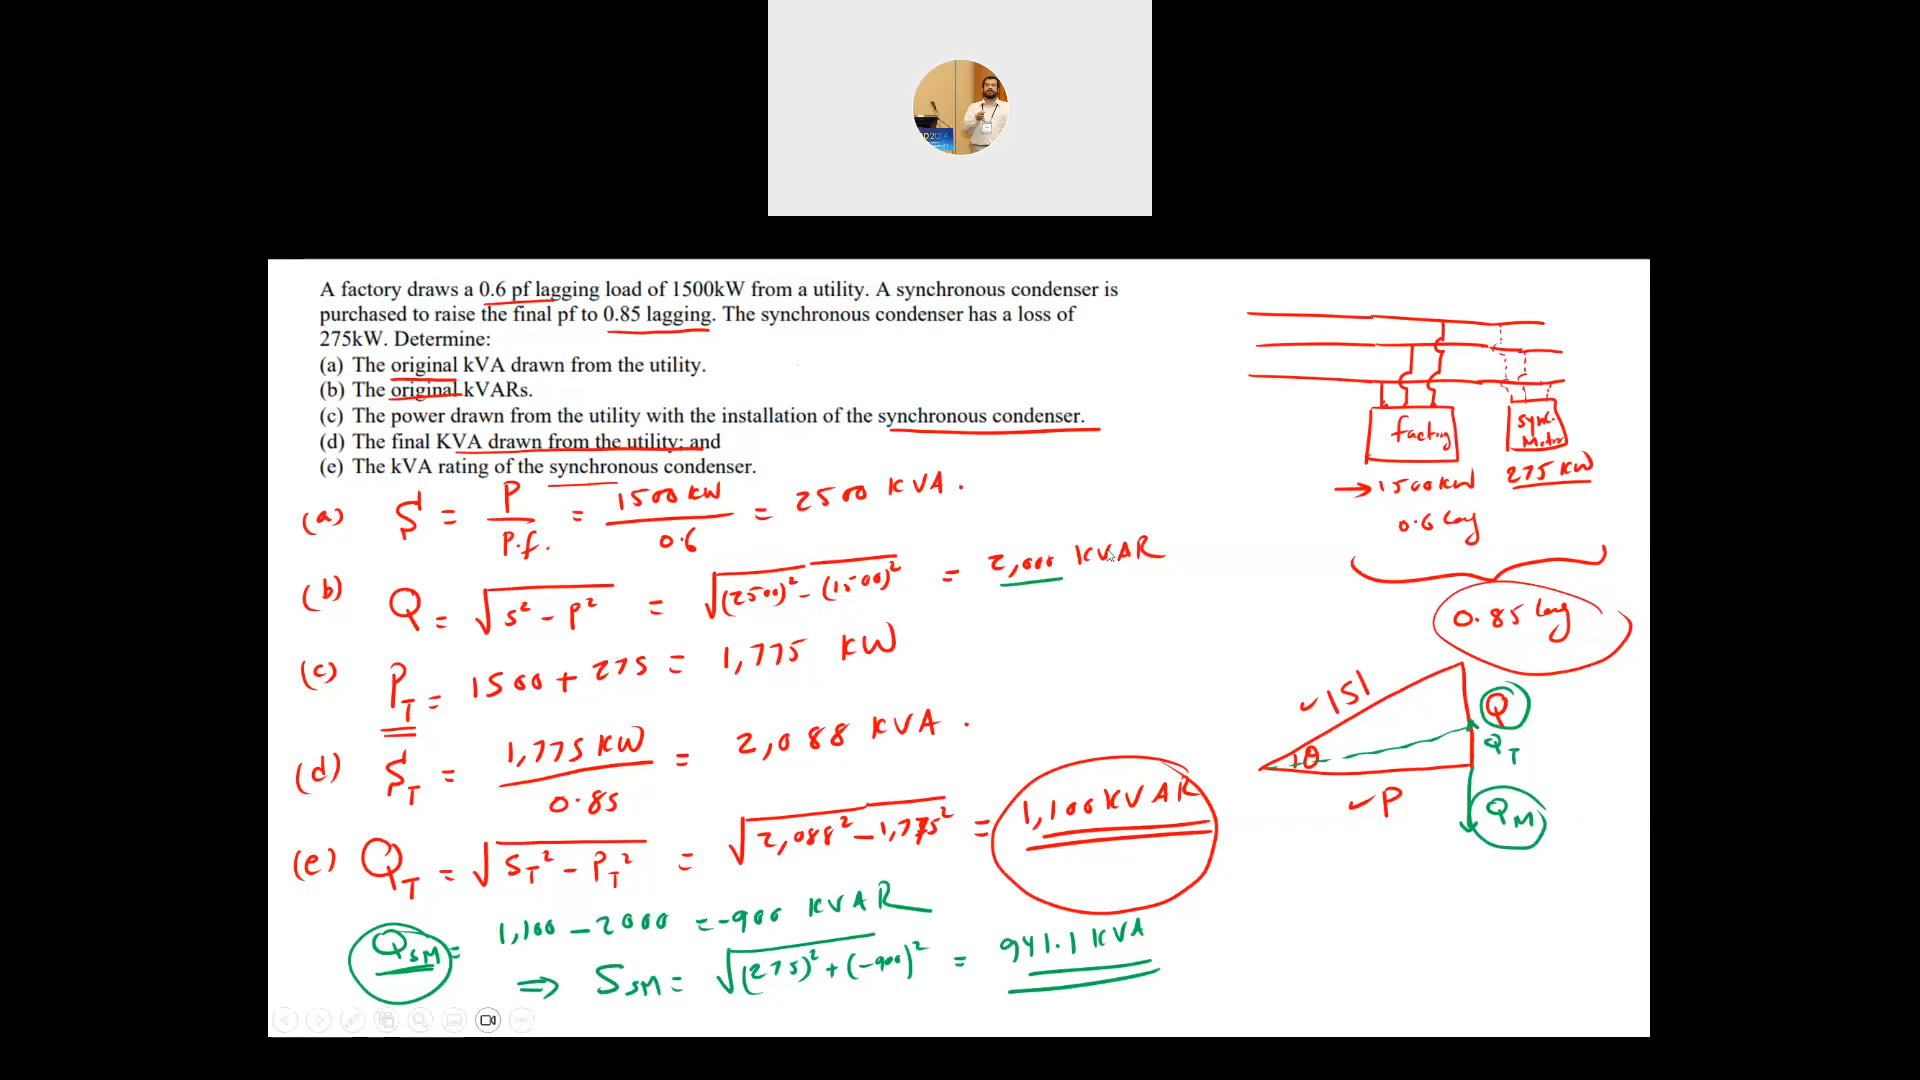 D2014
A factory draws a 0.6 pf lagging load of 1500kW from a utility. A synchronous condenser is
purchased to raise the final pf to 0.85 lagging. The synchronous condenser has a loss of
275kW. Determine:
(a) The original kVA drawn from the utility.
(b) The original kVARs.
(c) The power drawn from the utility with the installation of the synchronous condenser.
(d) The final KVA drawn from the utility; and
(e) The kVA rating of the synchronous condenser.
(a) S = P / P.f. = 1500 KW / 0.6 = 2500 KVA.
(b) Q = √(S² - P²) = √((2500)² - (1500)²) = 2,000 KVAR
(c) P_T = 1500 + 275 = 1,775 KW
(d) S_T = 1,775 KW / 0.85 = 2,088 KVA.
(e) Q_T = √(S_T² - P_T²) = √(2,088² - 1,775²) = 1,100 KVAR
Q_SM = 1,100 - 2000 = -900 KVAR
⇒ S_SM = √((275)² + (-900)²) = 941.1 KVA
factory
Sync. Motor
→ 1500 KW
275 KW
0.6 lag
0.85 lag
✓|S|
Q
Q_T
θ
✓P
Q_M